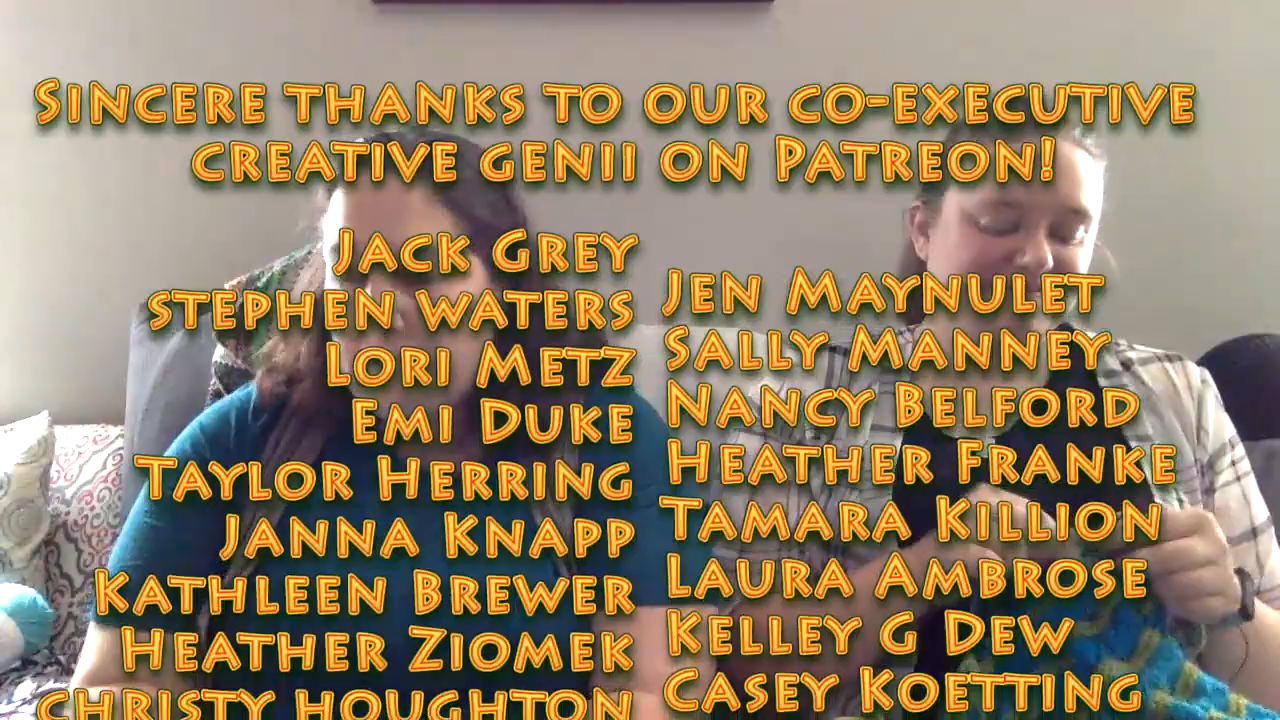 Sincere thanks to our co-executive
creative genii on Patreon!
Jack Grey
Stephen Waters
Lori Metz
Emi Duke
Taylor Herring
Janna Knapp
Kathleen Brewer
Heather Ziomek
Christy Houghton
Jen Maynulet
Sally Manney
Nancy Belford
Heather Franke
Tamara Killion
Laura Ambrose
Kelley G Dew
Casey Koetting